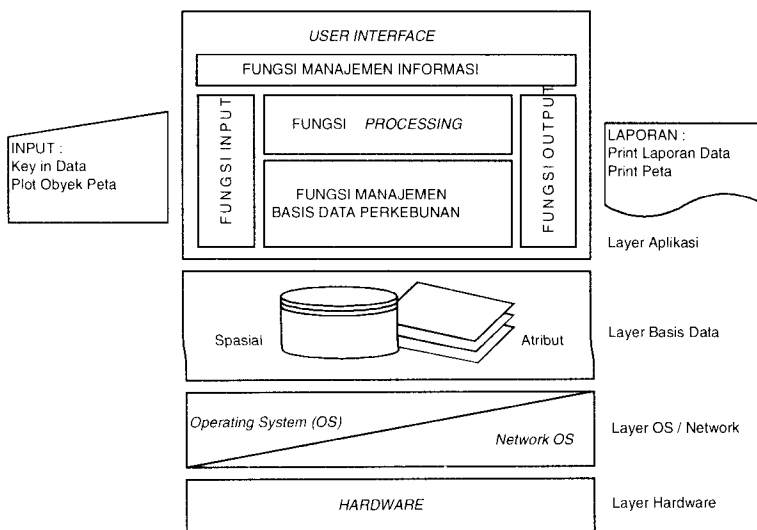 USER INTERFACE
FUNGSI MANAJEMEN INFORMASI
INPUT :
Key in Data
Plot Obyek Peta
FUNGSI INPUT
FUNGSI PROCESSING
FUNGSI MANAJEMEN
BASIS DATA PERKEBUNAN
FUNGSI OUTPUT
LAPORAN :
Print Laporan Data
Print Peta
Layer Aplikasi
Spasial
Atribut
Layer Basis Data
Operating System (OS)
Network OS
Layer OS / Network
HARDWARE
Layer Hardware